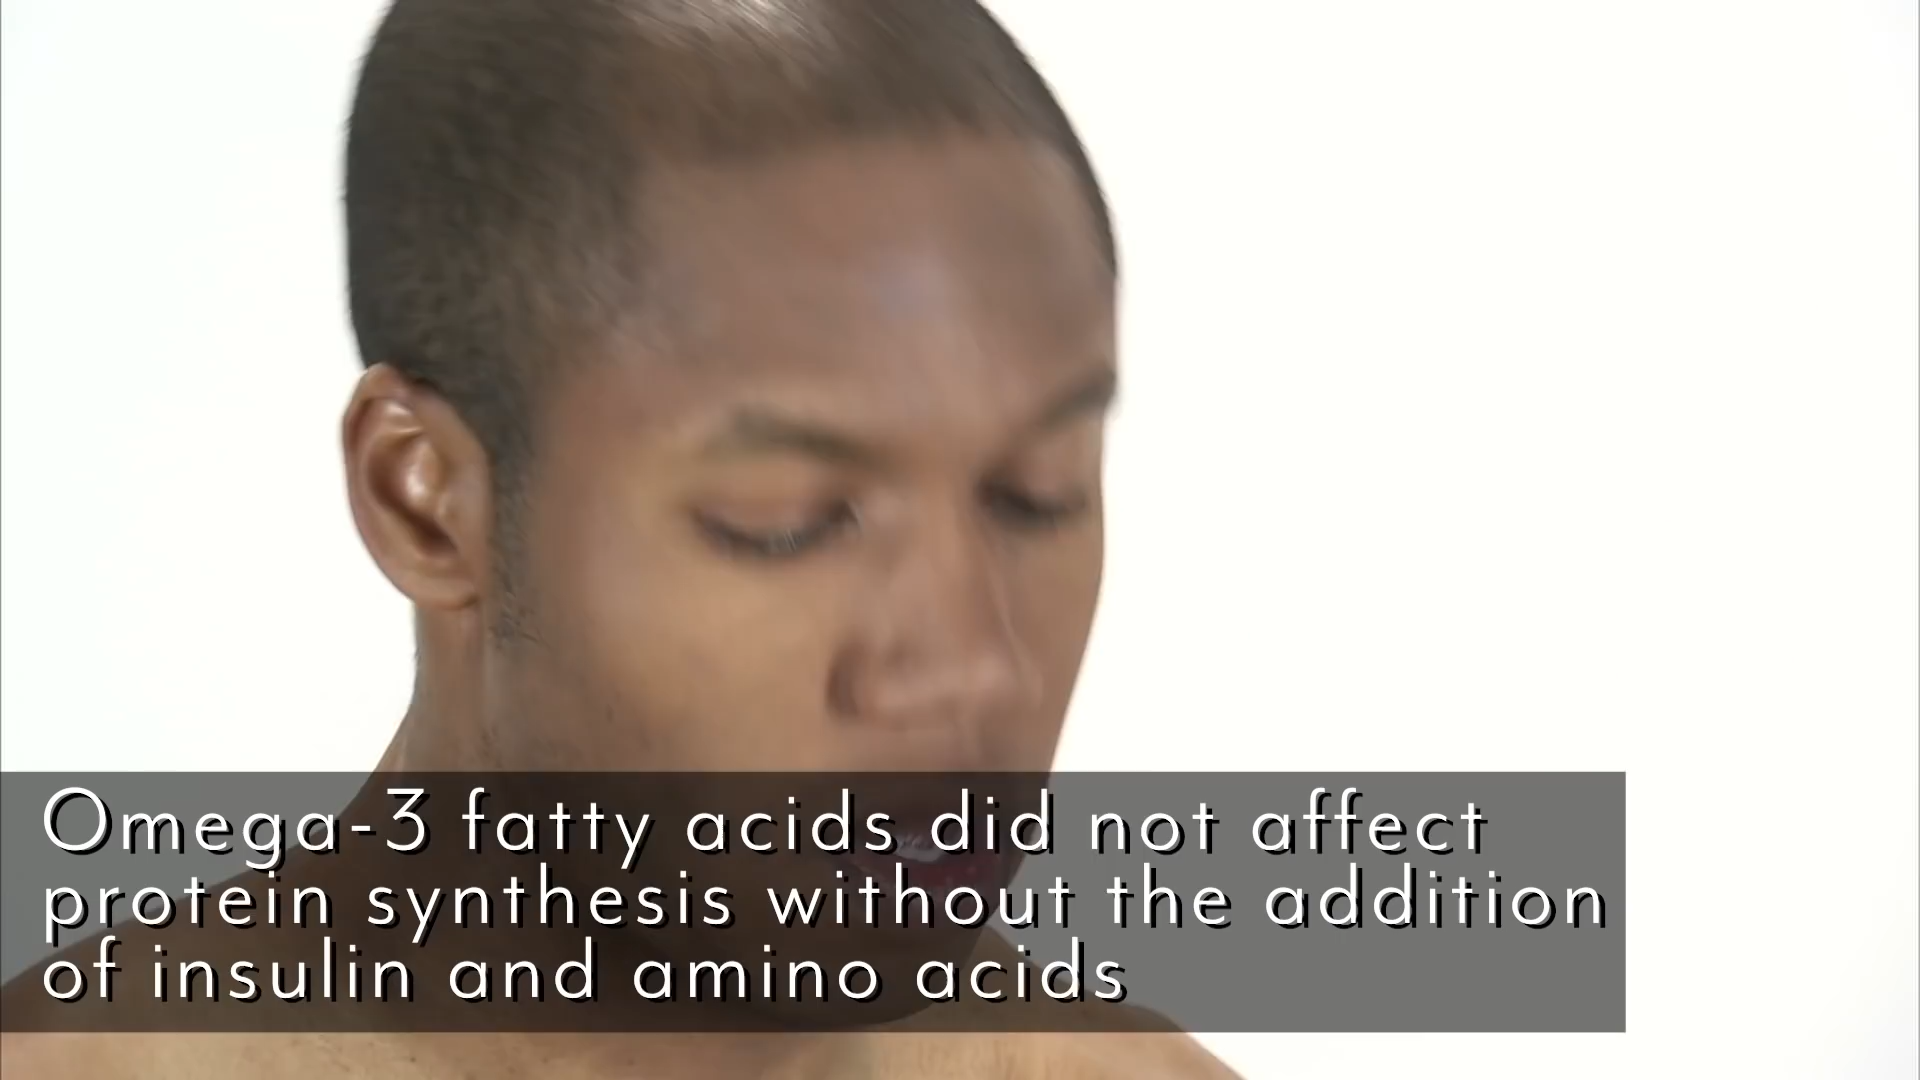 Omega-3 fatty acids did not affect
protein synthesis without the addition
of insulin and amino acids